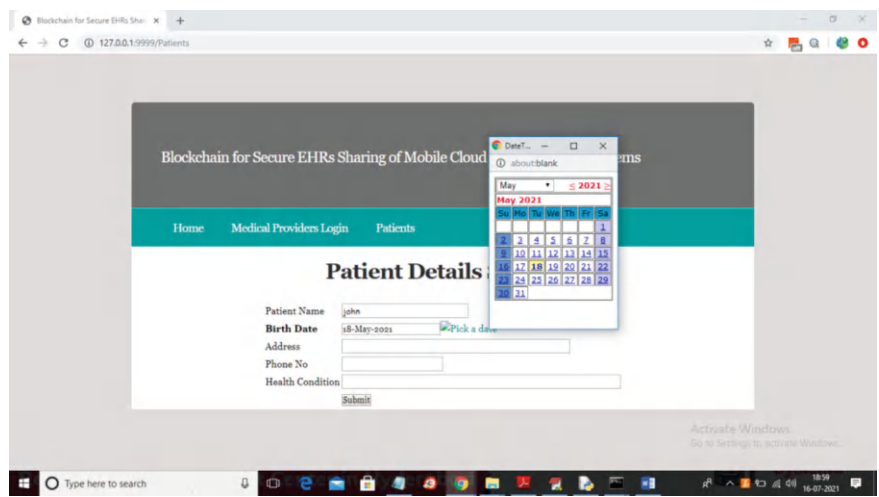 Blockchain for Secure EHRs Shar
127.0.0.1:9999/Patients
Blockchain for Secure EHRs Sharing of Mobile Cloud
ems
DateT...
about:blank
May
≤ 2021 ≥
May 2021
Su Mo Tu We Th Fr Sa
1
2 3 4 5 6 7 8
9 10 11 12 13 14 15
16 17 18 19 20 21 22
23 24 25 26 27 28 29
30 31
Home Medical Providers Login Patients
Patient Details
Patient Name john
Birth Date 18-May-2021 Pick a date
Address
Phone No
Health Condition
Submit
Activate Windows
Go to Settings to activate Windows.
Type here to search
18:59
16-07-2021